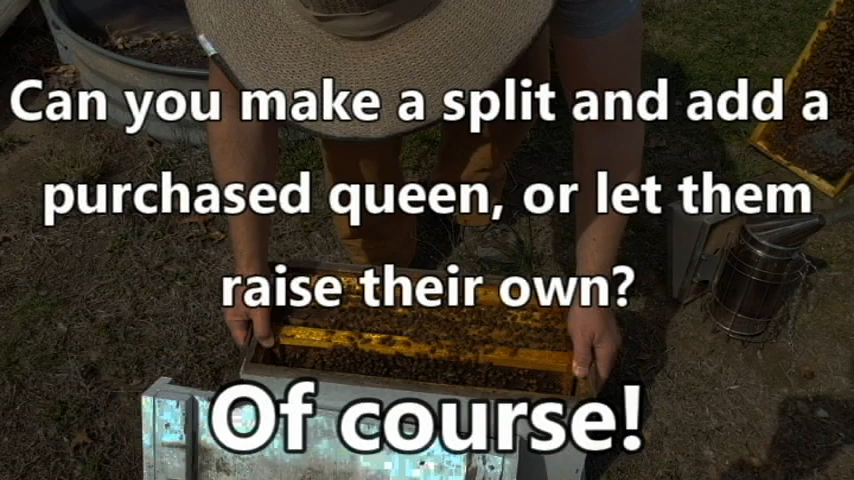 Can you make a split and add a
purchased queen, or let them
raise their own?
Of course!